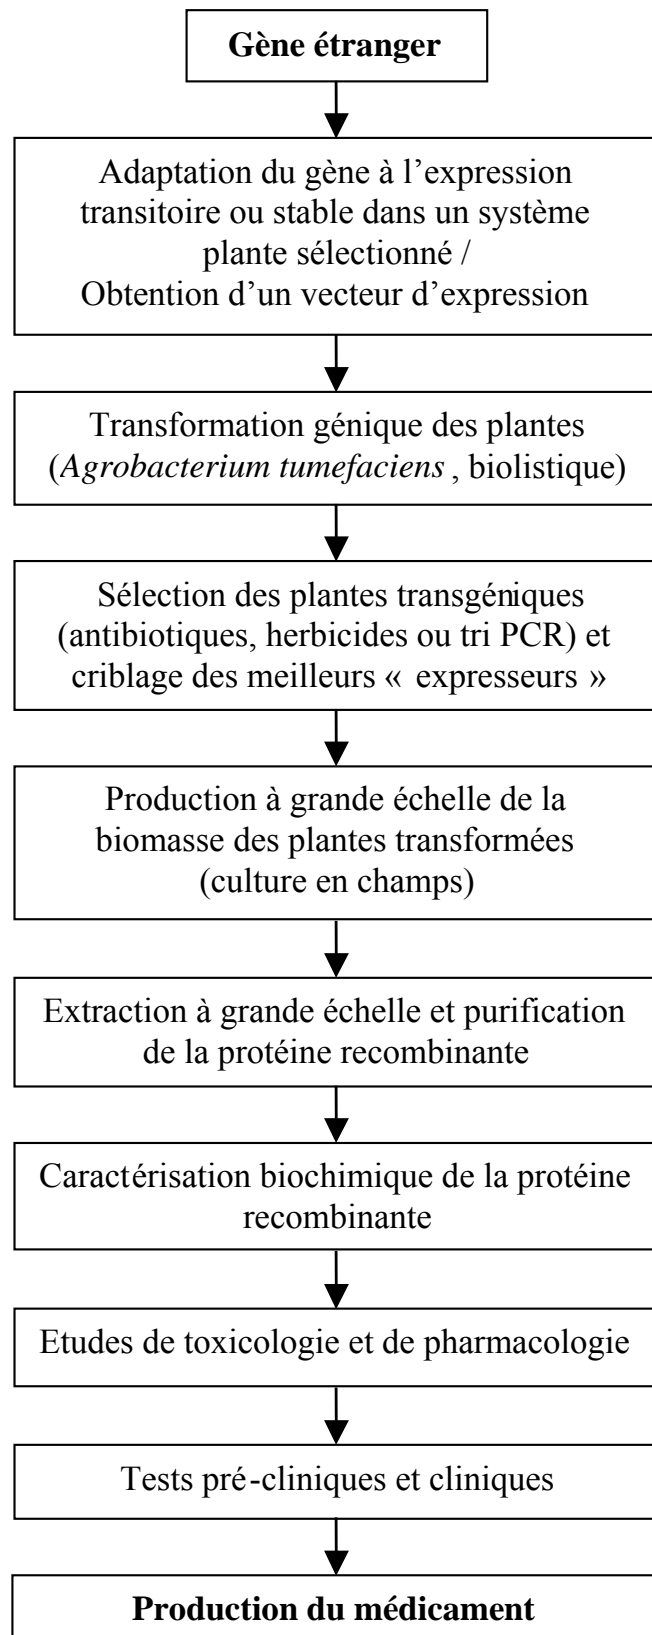 Gène étranger
Adaptation du gène à l’expression
transitoire ou stable dans un système
plante sélectionné /
Obtention d’un vecteur d’expression
Transformation génique des plantes
(Agrobacterium tumefaciens , biolistique)
Sélection des plantes transgéniques
(antibiotiques, herbicides ou tri PCR) et
criblage des meilleurs « expresseurs »
Production à grande échelle de la
biomasse des plantes transformées
(culture en champs)
Extraction à grande échelle et purification
de la protéine recombinante
Caractérisation biochimique de la protéine
recombinante
Etudes de toxicologie et de pharmacologie
Tests pré-cliniques et cliniques
Production du médicament